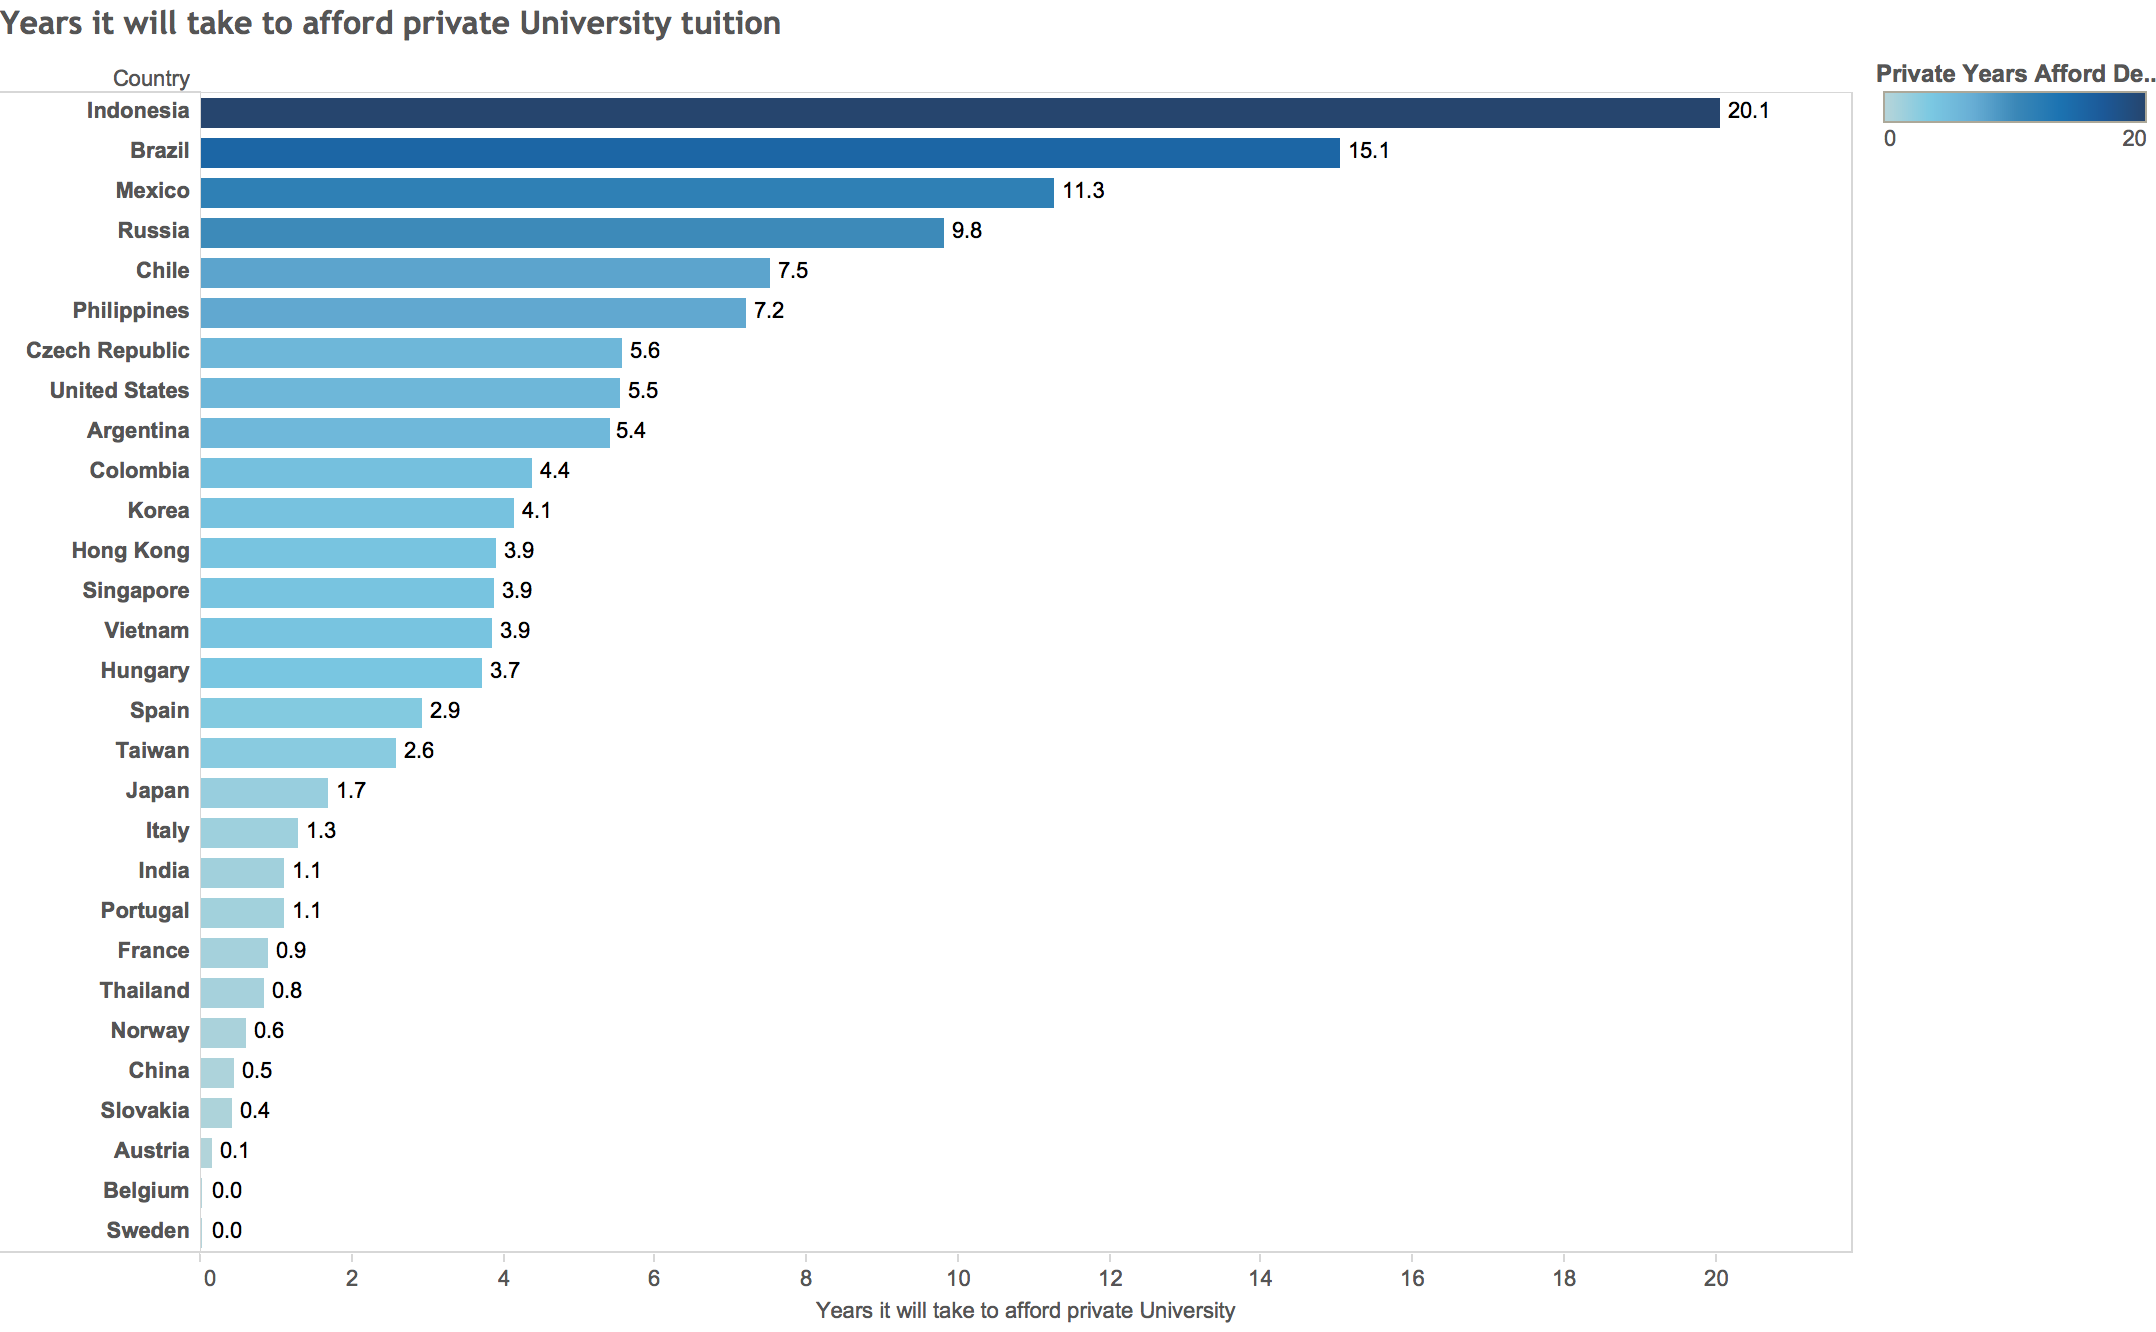 Years it will take to afford private University tuition
Country
Private Years Afford De..
0 20
Indonesia 20.1
Brazil 15.1
Mexico 11.3
Russia 9.8
Chile 7.5
Philippines 7.2
Czech Republic 5.6
United States 5.5
Argentina 5.4
Colombia 4.4
Korea 4.1
Hong Kong 3.9
Singapore 3.9
Vietnam 3.9
Hungary 3.7
Spain 2.9
Taiwan 2.6
Japan 1.7
Italy 1.3
India 1.1
Portugal 1.1
France 0.9
Thailand 0.8
Norway 0.6
China 0.5
Slovakia 0.4
Austria 0.1
Belgium 0.0
Sweden 0.0
0 2 4 6 8 10 12 14 16 18 20
Years it will take to afford private University